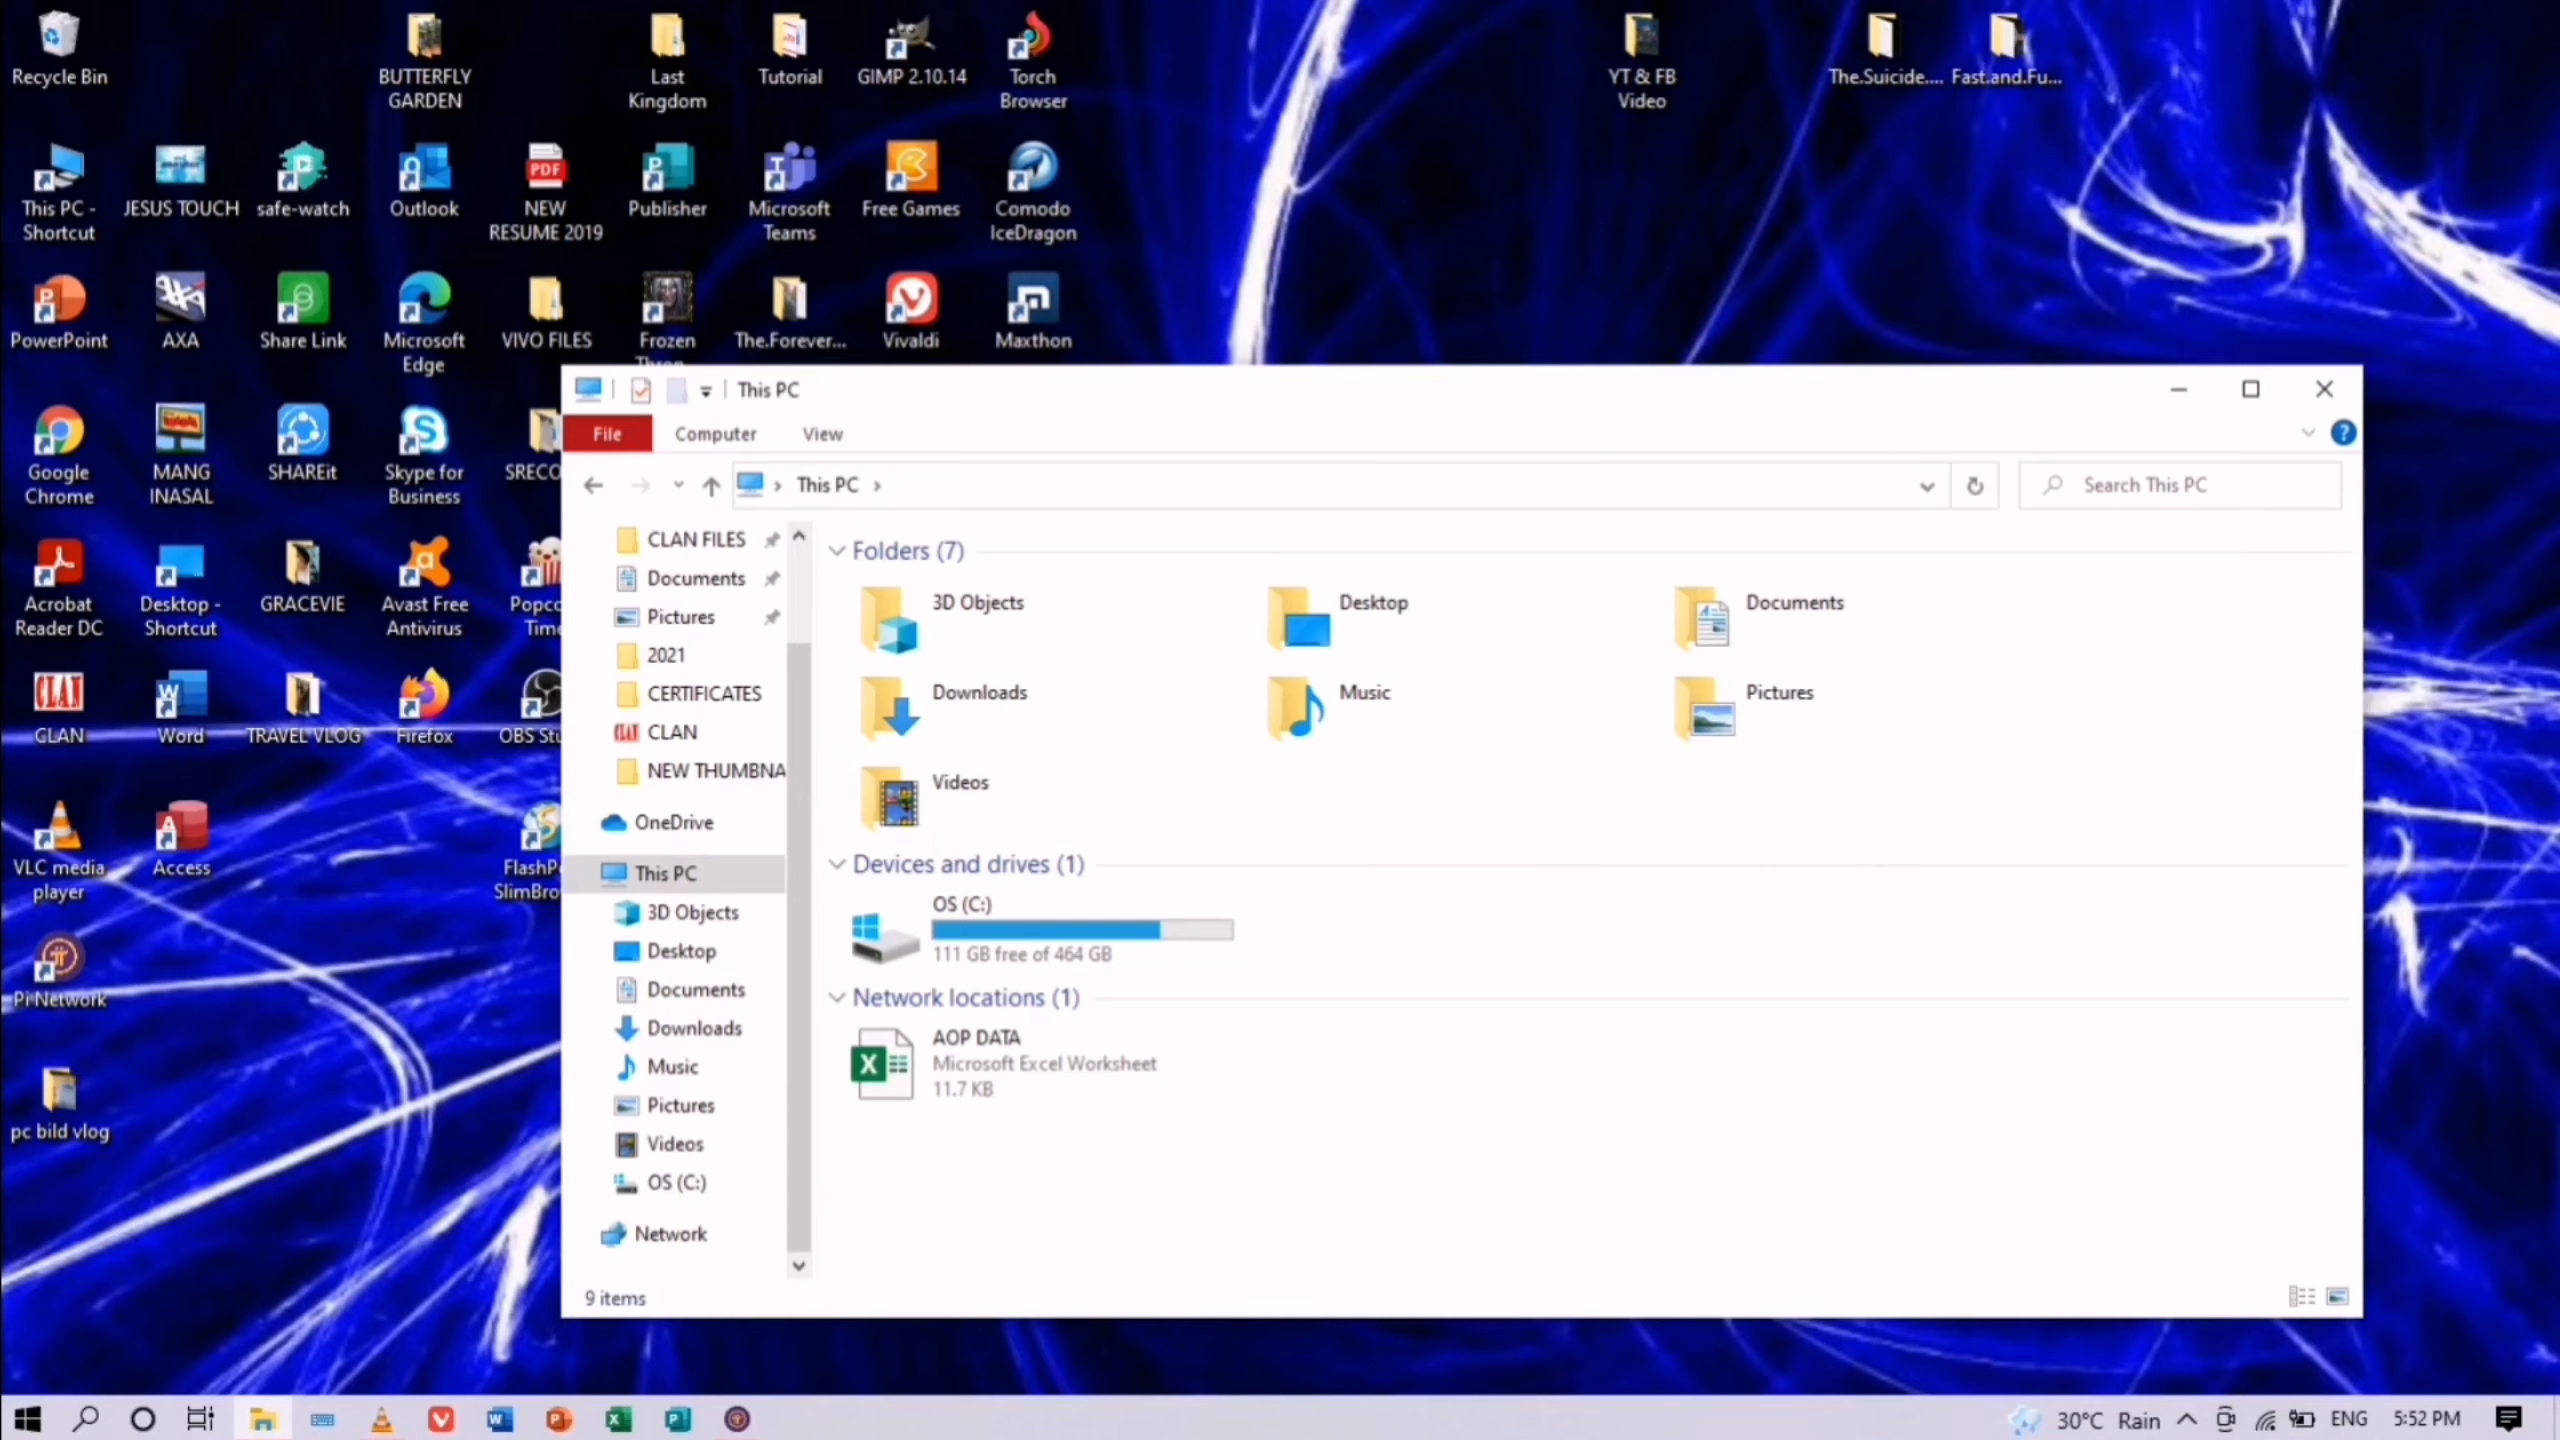 Recycle Bin
BUTTERFLY
GARDEN
Last
Kingdom
Tutorial
GIMP 2.10.14
Torch
Browser
YT & FB
Video
The.Suicide....
Fast.and.Fu...
This PC -
Shortcut
JESUS TOUCH
safe-watch
Outlook
NEW
RESUME 2019
PDF
Publisher
Microsoft
Teams
Free Games
Comodo
IceDragon
PowerPoint
AXA
Share Link
Microsoft
Edge
VIVO FILES
Frozen
The.Forever...
Vivaldi
Maxthon
Google
Chrome
MANG
INASAL
SHAREit
Skype for
Business
SRECO
Acrobat
Reader DC
Desktop -
Shortcut
GRACEVIE
Avast Free
Antivirus
Popco
Time
CLAN
CLAN
Word
TRAVEL VLOG
Firefox
OBS Stu
VLC media
player
Access
FlashP
SlimBro
Pi Network
pc bild vlog
This PC
File
Computer
View
This PC
Search This PC
CLAN FILES
Documents
Pictures
2021
CERTIFICATES
CLAN
NEW THUMBNA
OneDrive
This PC
3D Objects
Desktop
Documents
Downloads
Music
Pictures
Videos
OS (C:)
Network
Folders (7)
3D Objects
Desktop
Documents
Downloads
Music
Pictures
Videos
Devices and drives (1)
OS (C:)
111 GB free of 464 GB
Network locations (1)
AOP DATA
Microsoft Excel Worksheet
11.7 KB
9 items
30°C Rain
ENG
5:52 PM